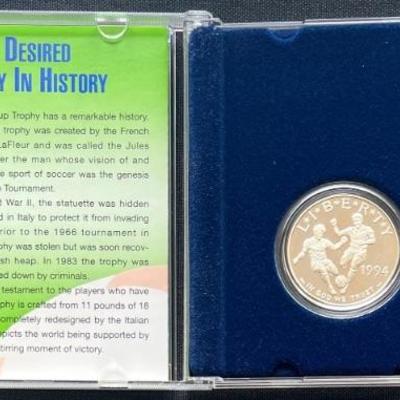 DESIRED
Y IN HISTORY
up Trophy has a remarkable history.
trophy was created by the French
LaFleur and was called the Jules
er the man whose vision of and
e sport of soccer was the genesis
Tournament.
d War II, the statuette was hidden
d in Italy to protect it from invading
rior to the 1966 tournament in
phy was stolen but was soon recov-
sh heap. In 1983 the trophy was
ed down by criminals.
testament to the players who have
phy is crafted from 11 pounds of 18
completely redesigned by the Italian
picts the world being supported by
tirring moment of victory.
L·I·B·E·R·T·Y
1994
IN GOD WE TRUST